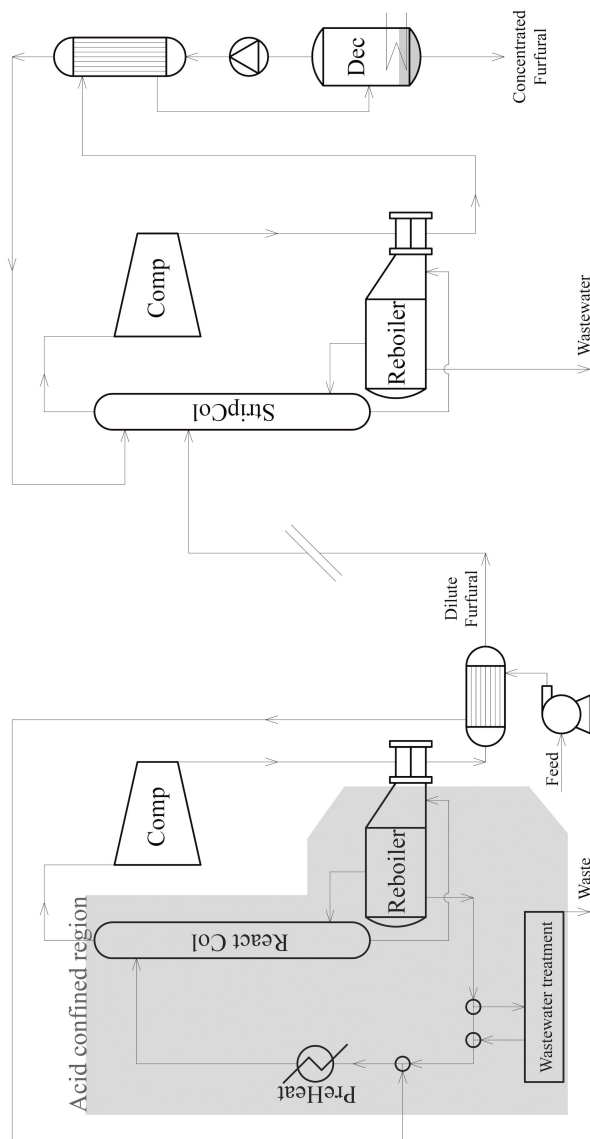 Acid confined region
PreHeat
React Col
Comp
Reboiler
Wastewater treatment
Waste
Feed
Dilute
Furfural
StripCol
Comp
Reboiler
Wastewater
Dec
Concentrated
Furfural